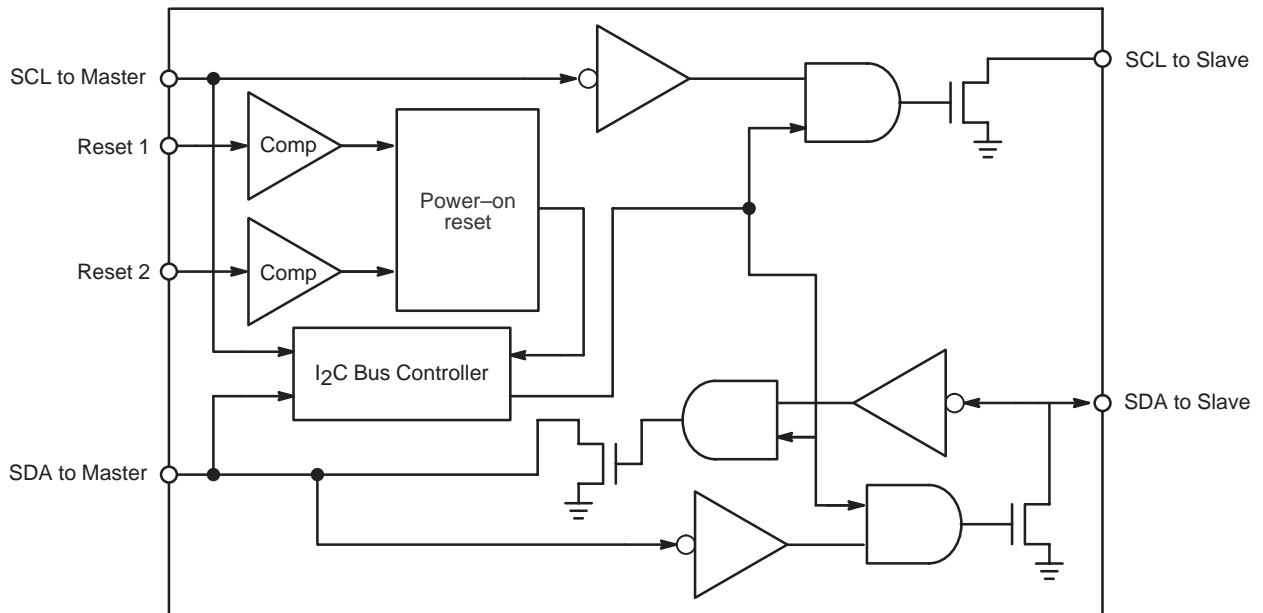 SCL to Master
SCL to Slave
Reset 1
Comp
Power–on
reset
Reset 2
Comp
I2C Bus Controller
SDA to Slave
SDA to Master